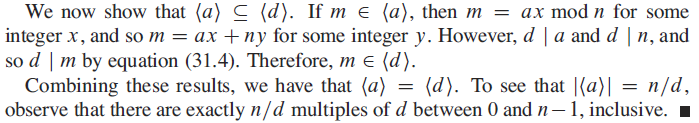 We now show that ⟨a⟩ ⊆ ⟨d⟩. If m ∈ ⟨a⟩, then m = ax mod n for some
integer x, and so m = ax + ny for some integer y. However, d | a and d | n, and
so d | m by equation (31.4). Therefore, m ∈ ⟨d⟩.
Combining these results, we have that ⟨a⟩ = ⟨d⟩. To see that |⟨a⟩| = n/d,
observe that there are exactly n/d multiples of d between 0 and n−1, inclusive. ■